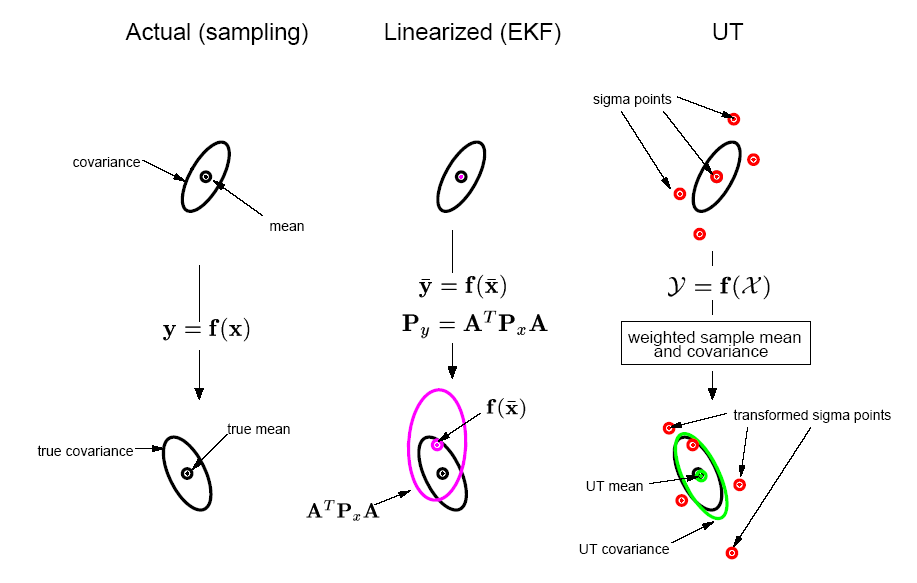 Actual (sampling)
Linearized (EKF)
UT
sigma points
covariance
mean
y = f(x)
ȳ = f(x̄)
P_y = A^T P_x A
𝒴 = f(𝒳)
weighted sample mean
and covariance
true mean
true covariance
f(x̄)
A^T P_x A
transformed sigma points
UT mean
UT covariance